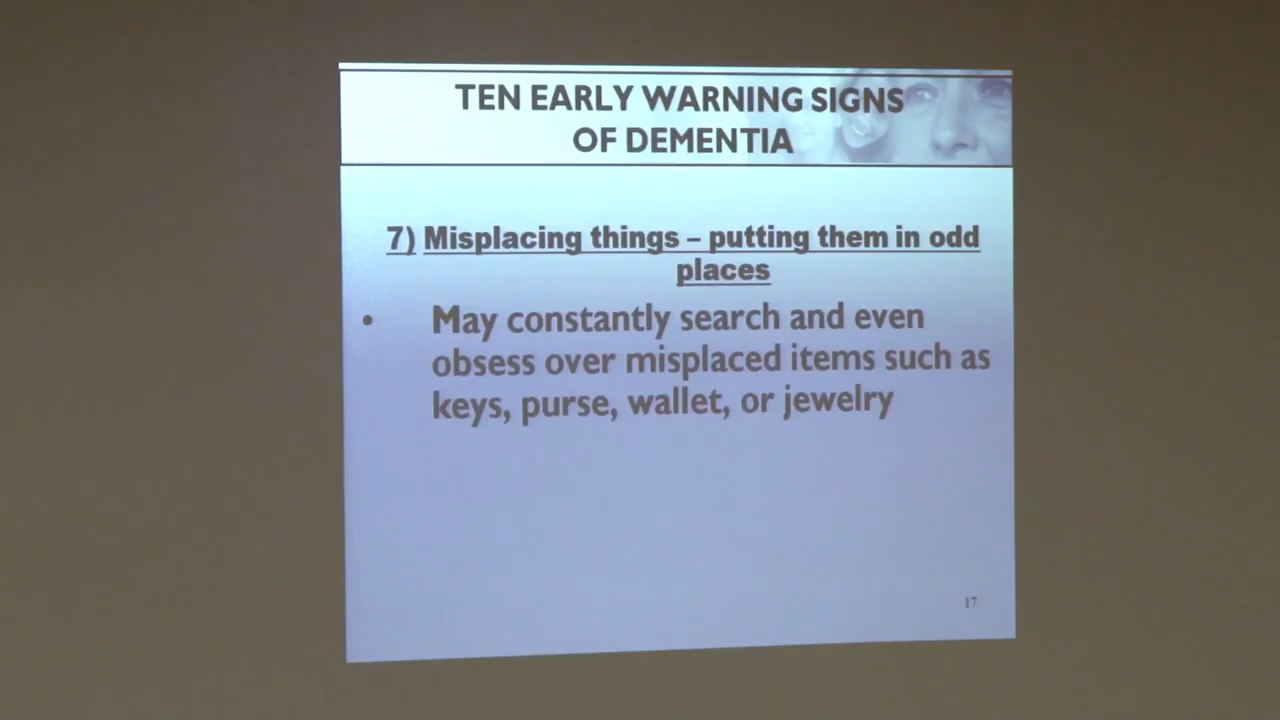 TEN EARLY WARNING SIGNS
OF DEMENTIA
7) Misplacing things – putting them in odd
places
• May constantly search and even
obsess over misplaced items such as
keys, purse, wallet, or jewelry
17